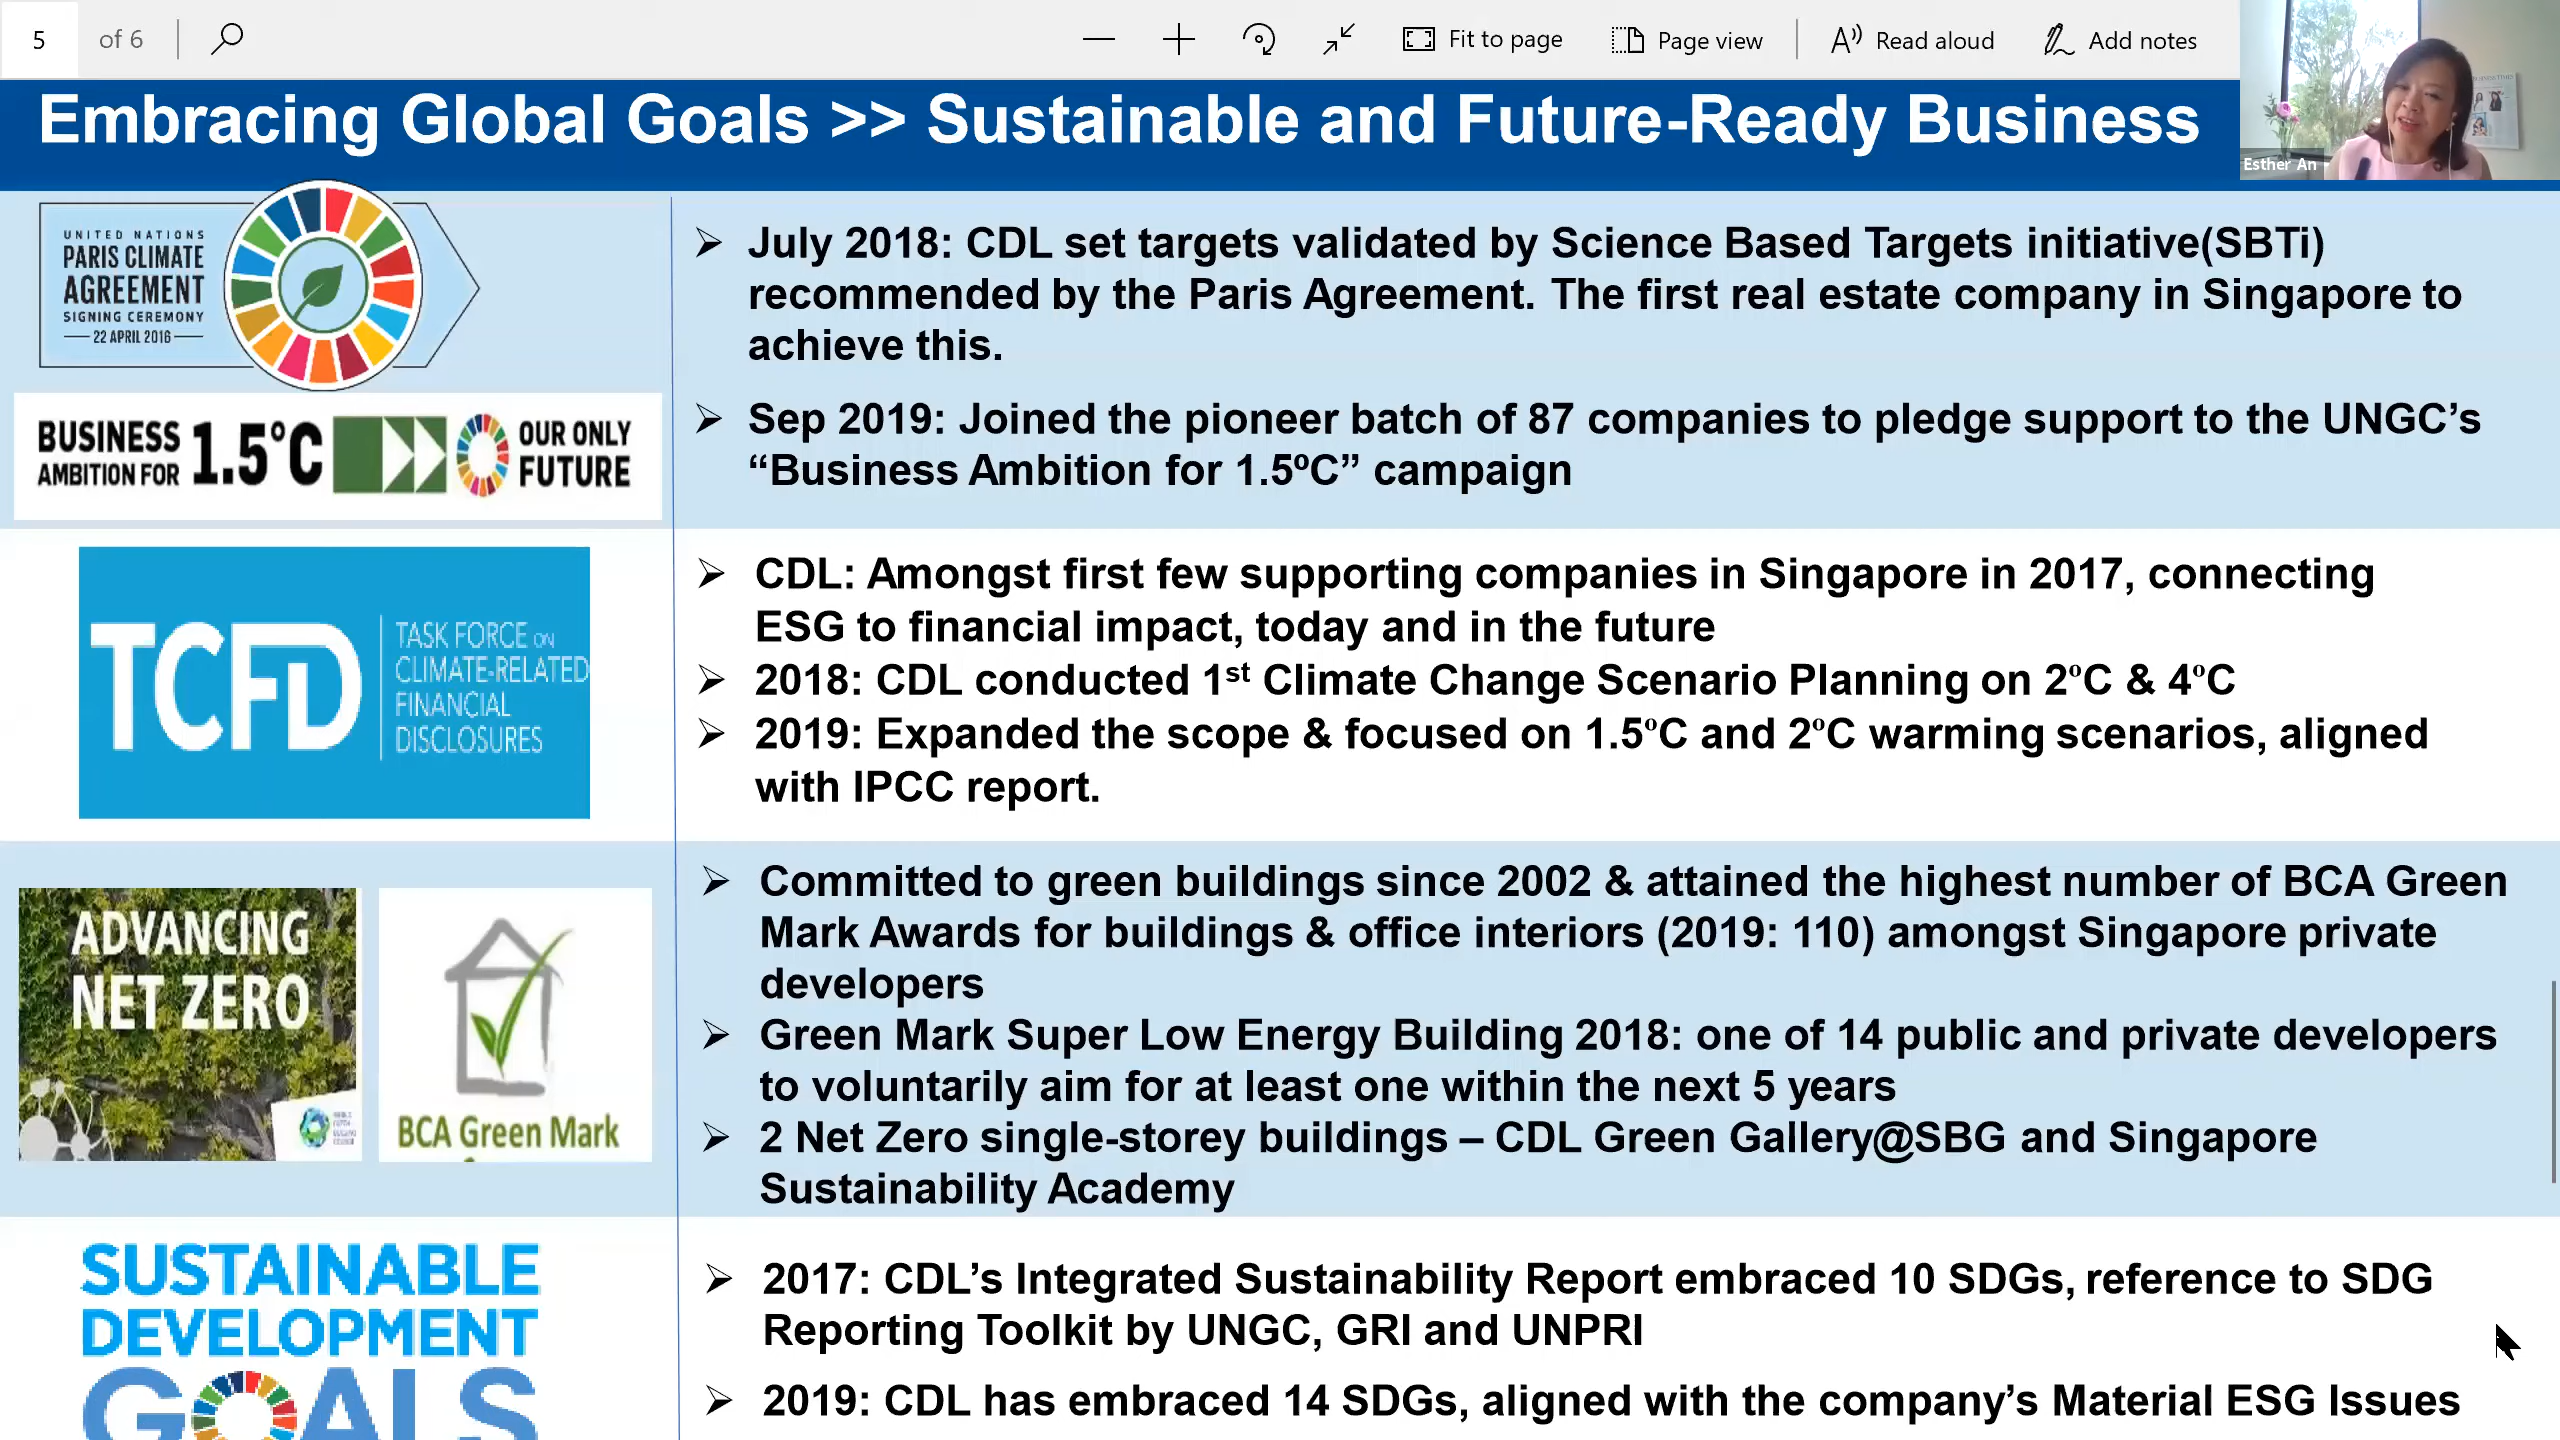 5 of 6
Fit to page
Page view
Read aloud
Add notes
Embracing Global Goals >> Sustainable and Future-Ready Business
Esther An
UNITED NATIONS
PARIS CLIMATE
AGREEMENT
SIGNING CEREMONY
22 APRIL 2016
➢ July 2018: CDL set targets validated by Science Based Targets initiative(SBTi)
recommended by the Paris Agreement. The first real estate company in Singapore to
achieve this.
BUSINESS
AMBITION FOR
1.5°C
OUR ONLY
FUTURE
➢ Sep 2019: Joined the pioneer batch of 87 companies to pledge support to the UNGC’s
“Business Ambition for 1.5ºC” campaign
TCFD
TASK FORCE ON
CLIMATE-RELATED
FINANCIAL
DISCLOSURES
➢ CDL: Amongst first few supporting companies in Singapore in 2017, connecting
ESG to financial impact, today and in the future
➢ 2018: CDL conducted 1st Climate Change Scenario Planning on 2ºC & 4ºC
➢ 2019: Expanded the scope & focused on 1.5ºC and 2ºC warming scenarios, aligned
with IPCC report.
ADVANCING
NET ZERO
BCA Green Mark
➢ Committed to green buildings since 2002 & attained the highest number of BCA Green
Mark Awards for buildings & office interiors (2019: 110) amongst Singapore private
developers
➢ Green Mark Super Low Energy Building 2018: one of 14 public and private developers
to voluntarily aim for at least one within the next 5 years
➢ 2 Net Zero single-storey buildings – CDL Green Gallery@SBG and Singapore
Sustainability Academy
SUSTAINABLE
DEVELOPMENT
GOALS
➢ 2017: CDL’s Integrated Sustainability Report embraced 10 SDGs, reference to SDG
Reporting Toolkit by UNGC, GRI and UNPRI
➢ 2019: CDL has embraced 14 SDGs, aligned with the company’s Material ESG Issues